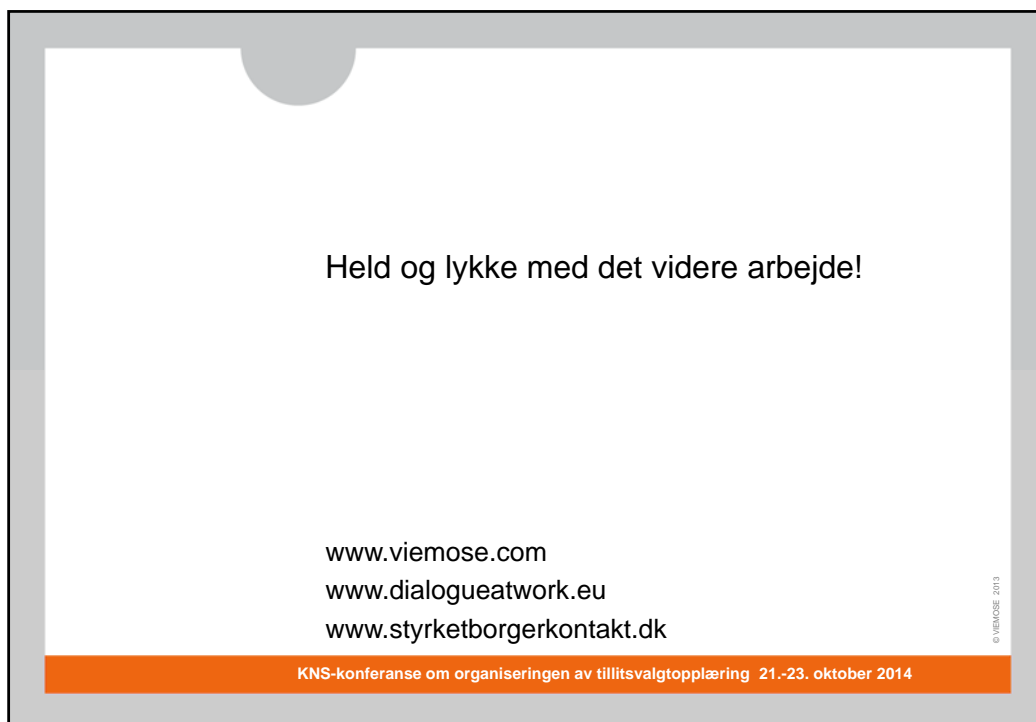 Held og lykke med det videre arbejde!
www.viemose.com
www.dialogueatwork.eu
www.styrketborgerkontakt.dk
© VIEMOSE 2013
KNS-konferanse om organiseringen av tillitsvalgtopplæring 21.-23. oktober 2014